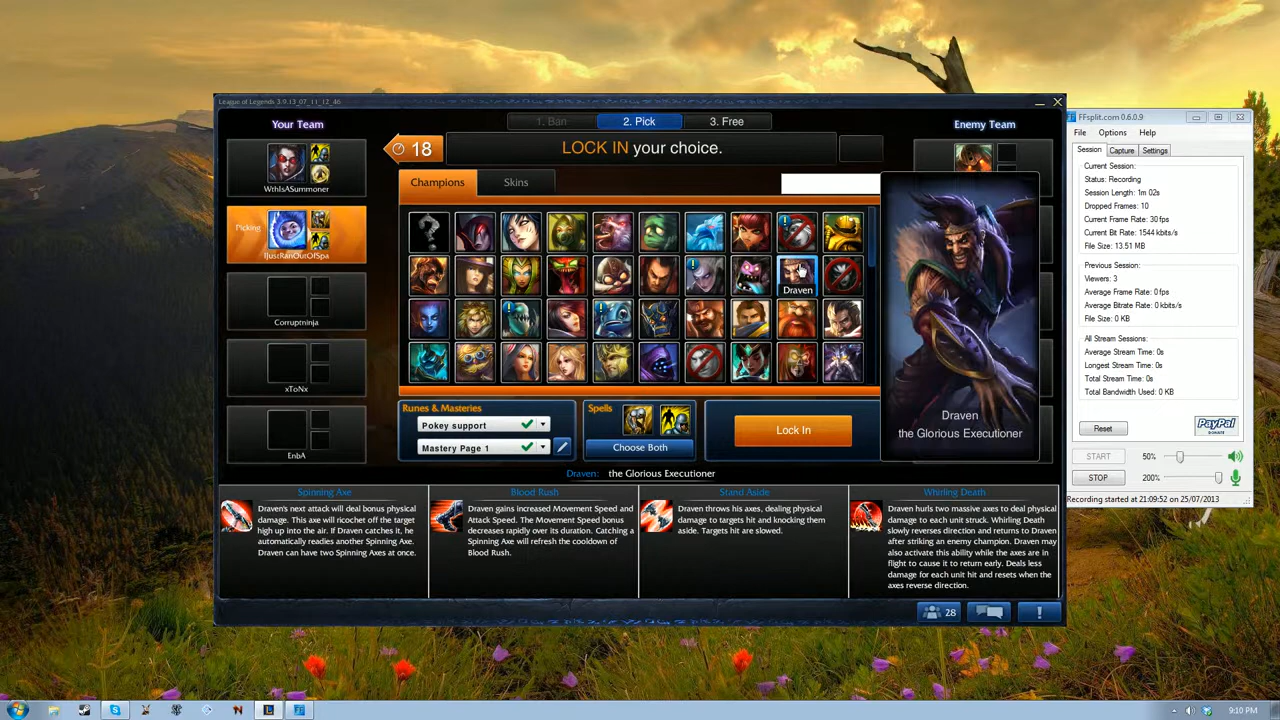 League of Legends 3.9.13_07_11_12_46
Your Team
1. Ban
2. Pick
3. Free
Enemy Team
18
LOCK IN your choice.
WthIsASummoner
Champions
Skins
Picking
IJustRanOutOfSpa
Draven
Corruptninja
xToNx
EnbA
Draven
the Glorious Executioner
Runes & Masteries
Pokey support
Mastery Page 1
Spells
Choose Both
Lock In
Draven: the Glorious Executioner
Spinning Axe
Draven's next attack will deal bonus physical
damage. This axe will ricochet off the target
high up into the air. If Draven catches it, he
automatically readies another Spinning Axe.
Draven can have two Spinning Axes at once.
Blood Rush
Draven gains increased Movement Speed and
Attack Speed. The Movement Speed bonus
decreases rapidly over its duration. Catching a
Spinning Axe will refresh the cooldown of
Blood Rush.
Stand Aside
Draven throws his axes, dealing physical
damage to targets hit and knocking them
aside. Targets hit are slowed.
Whirling Death
Draven hurls two massive axes to deal physical
damage to each unit struck. Whirling Death
slowly reverses direction and returns to Draven
after striking an enemy champion. Draven may
also activate this ability while the axes are in
flight to cause it to return early. Deals less
damage for each unit hit and resets when the
axes reverse direction.
28
FFsplit.com 0.6.0.9
File Options Help
Session Capture Settings
Current Session:
Status: Recording
Session Length: 1m 02s
Dropped Frames: 10
Current Frame Rate: 30 fps
Current Bit Rate: 1544 kbits/s
File Size: 13.51 MB
Previous Session:
Viewers: 3
Average Frame Rate: 0 fps
Average Bitrate Rate: 0 kbits/s
File Size: 0 KB
All Stream Sessions:
Average Stream Time: 0s
Longest Stream Time: 0s
Total Stream Time: 0s
Total Bandwidth Used: 0 KB
Reset
PayPal
DONATE
START
50%
STOP
200%
Recording started at 21:09:52 on 25/07/2013
9:10 PM